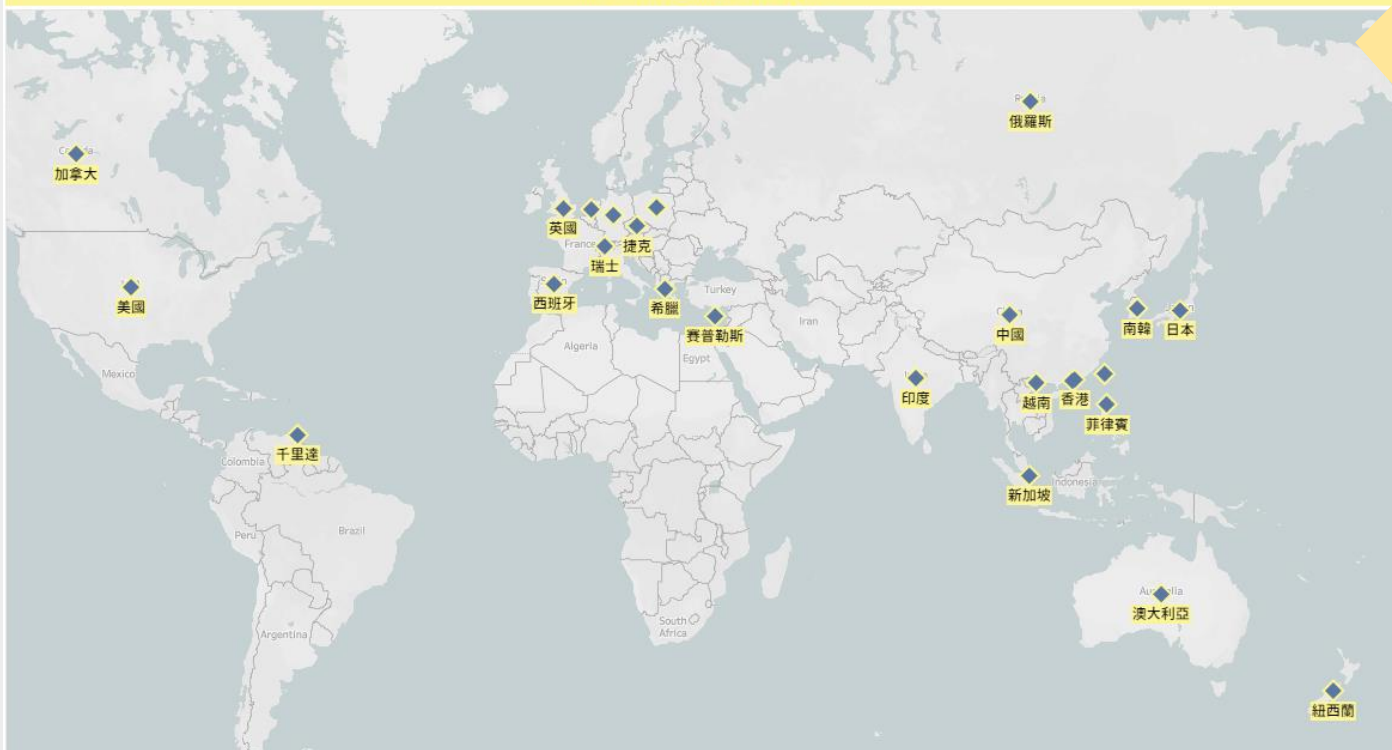 俄羅斯
加拿大
英國
捷克
France
瑞士
Turkey
西班牙
希臘
美國
Iran
賽普勒斯
中國
南韓
日本
Algeria
Egypt
Mexico
印度
越南
香港
菲律賓
千里達
Colombia
Indonesia
新加坡
Peru
Brazil
澳大利亞
South
Africa
Argentina
紐西蘭